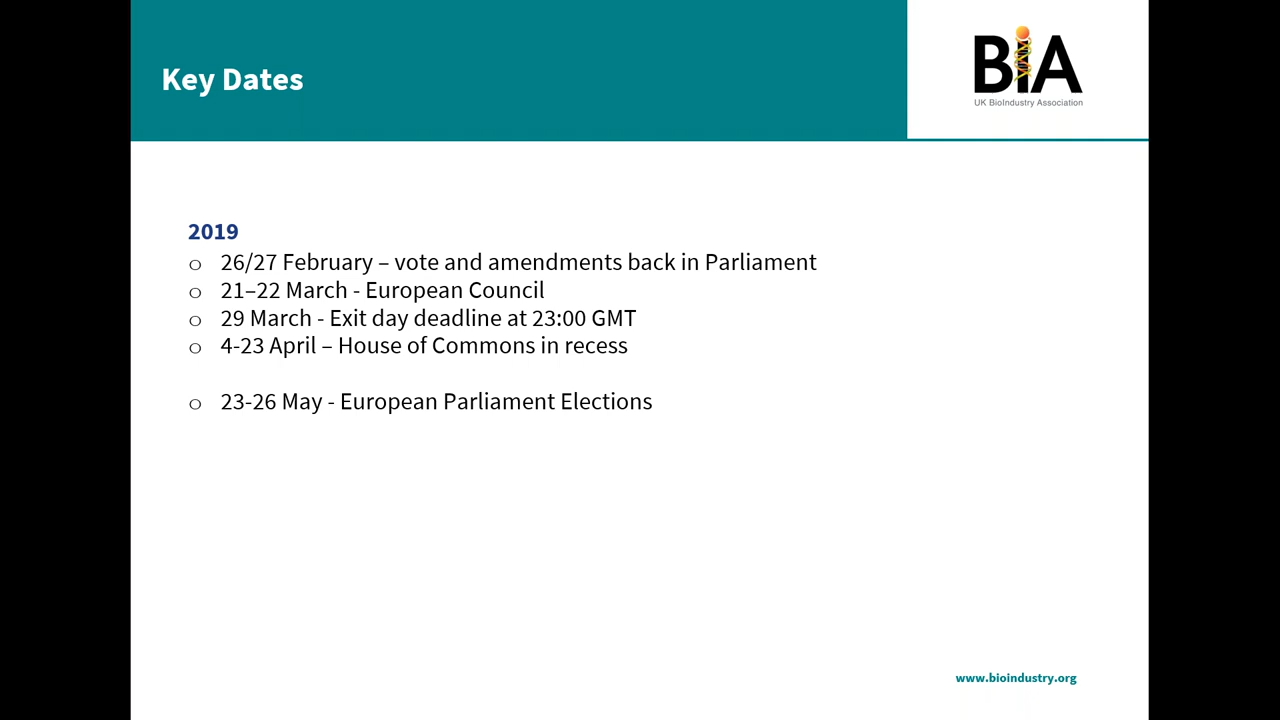 Key Dates
BiA
UK BioIndustry Association
2019
o 26/27 February – vote and amendments back in Parliament
o 21–22 March - European Council
o 29 March - Exit day deadline at 23:00 GMT
o 4-23 April – House of Commons in recess
o 23-26 May - European Parliament Elections
www.bioindustry.org